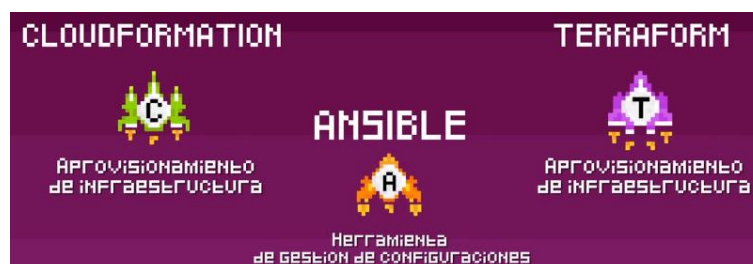 CLOUDFORMATION
C
Aprovisionamiento
de infraestructura
ANSIBLE
A
Herramienta
de gestion de configuraciones
TERRAFORM
T
Aprovisionamiento
de infraestructura